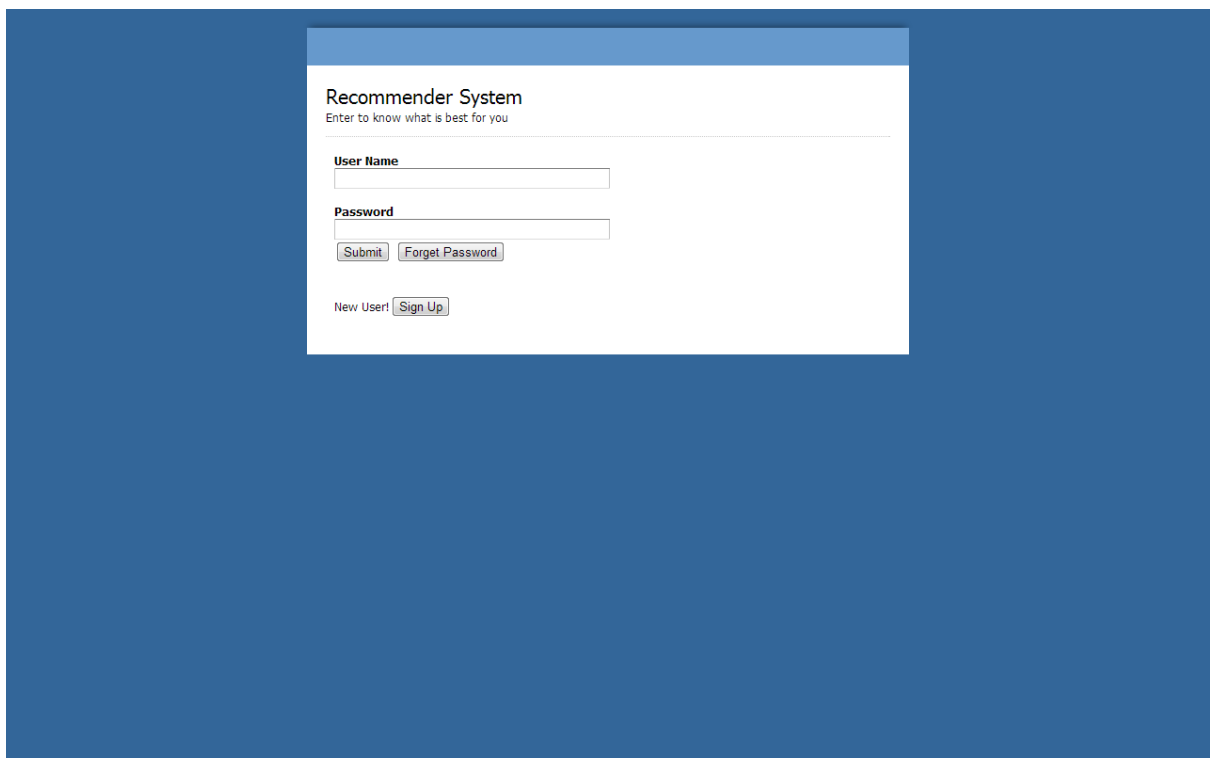 Recommender System
Enter to know what is best for you
User Name
Password
Submit Forget Password
New User! Sign Up